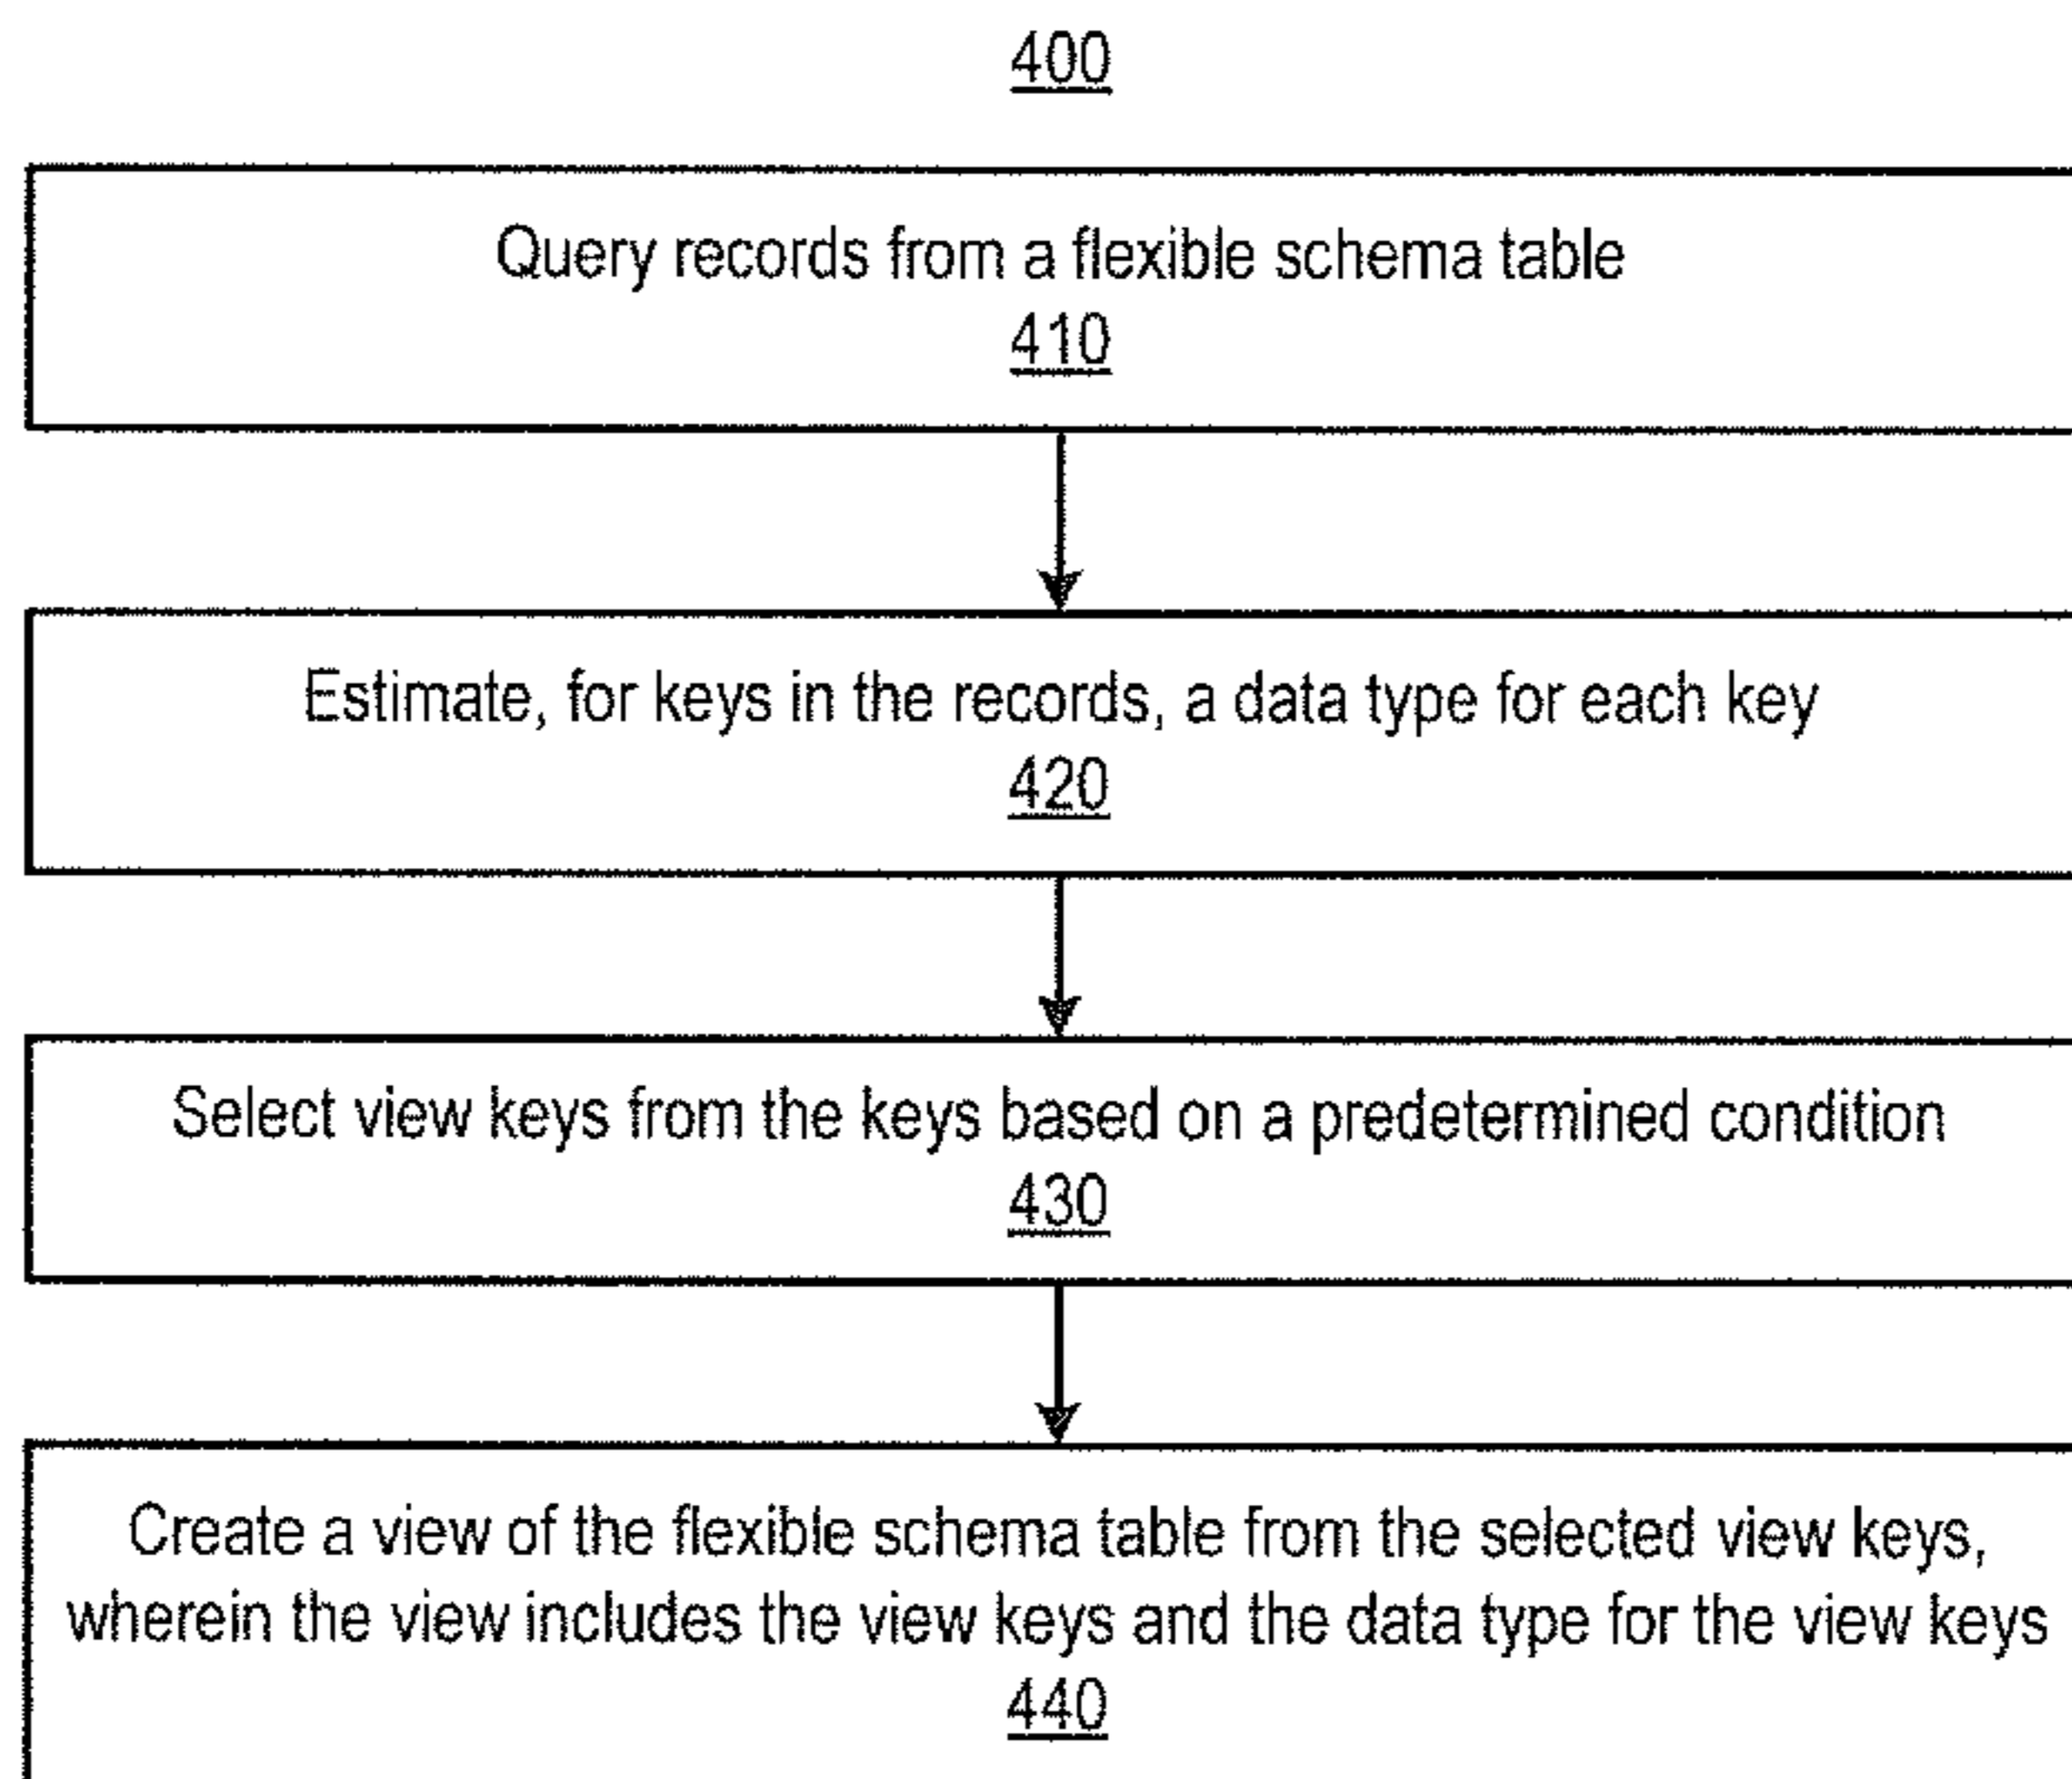 400
Query records from a flexible schema table
410
Estimate, for keys in the records, a data type for each key
420
Select view keys from the keys based on a predetermined condition
430
Create a view of the flexible schema table from the selected view keys,
wherein the view includes the view keys and the data type for the view keys
440